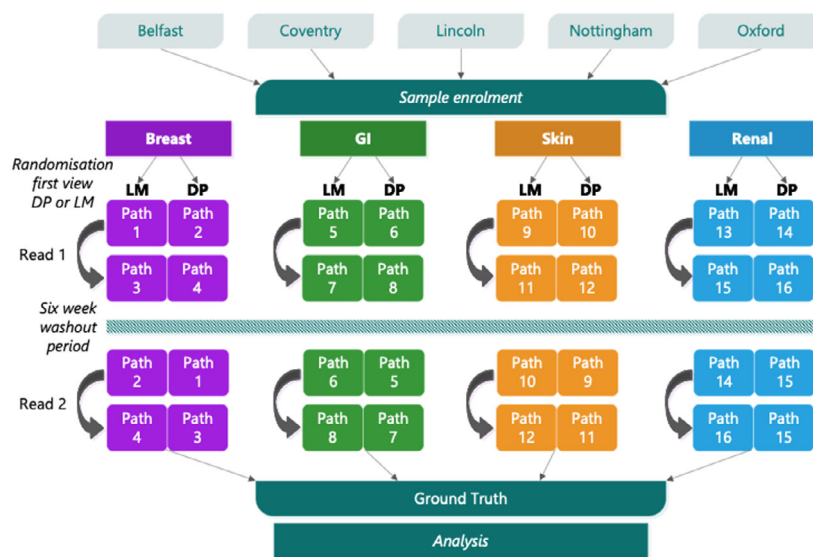 Belfast Coventry Lincoln Nottingham Oxford
Sample enrolment
Breast GI Skin Renal
Randomisation
first view
DP or LM
LM DP LM DP LM DP LM DP
Path Path Path Path Path Path Path Path
1 2 5 6 9 10 13 14
Read 1
Path Path Path Path Path Path Path Path
3 4 7 8 11 12 15 16
Six week
washout
period
Path Path Path Path Path Path Path Path
2 1 6 5 10 9 14 15
Read 2
Path Path Path Path Path Path Path Path
4 3 8 7 12 11 16 15
Ground Truth
Analysis